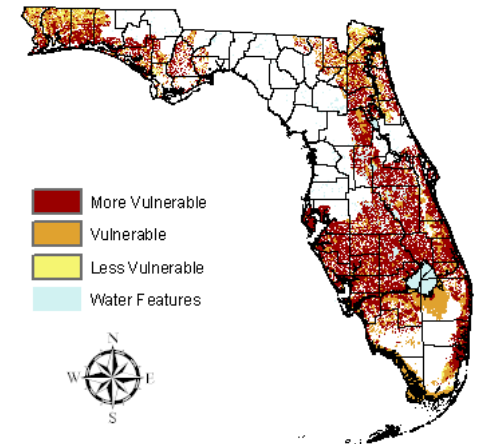 More Vulnerable
Vulnerable
Less Vulnerable
Water Features
N
W E
S